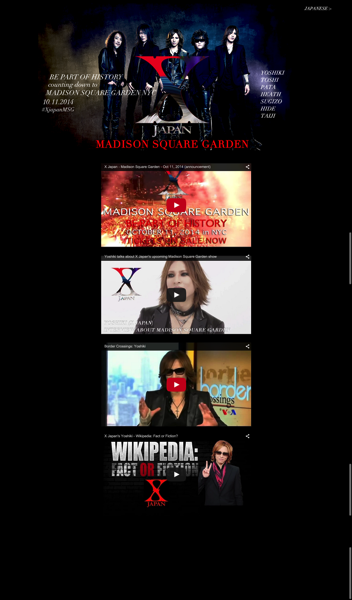 JAPANESE »
BE PART OF HISTORY
counting down to
MADISON SQUARE GARDEN NY
10.11.2014
#XjapanMSG
YOSHIKI
TOSHI
PATA
HEATH
SUGIZO
HIDE
TAIJI
X
JAPAN
MADISON SQUARE GARDEN
X Japan - Madison Square Garden - Oct 11, 2014 (announcement)
MADISON SQUARE GARDEN
BE PART OF HISTORY
OCTOBER 11, 2014 in NYC
TICKETS ON SALE NOW
Yoshiki talks about X Japan's upcoming Madison Square Garden show
X
JAPAN
ABOUT MADISON SQUARE GARDEN
Border Crossings: Yoshiki
border
crossings
VOA
X Japan's Yoshiki - Wikipedia: Fact or Fiction?
WIKIPEDIA:
FACT OR FICTION
X
JAPAN